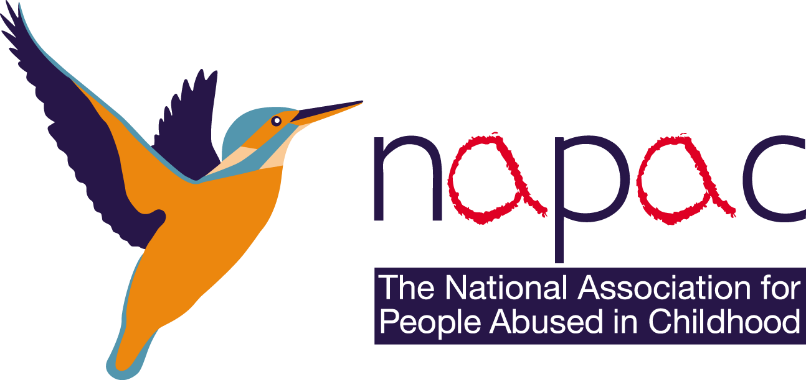 napac
The National Association for
People Abused in Childhood